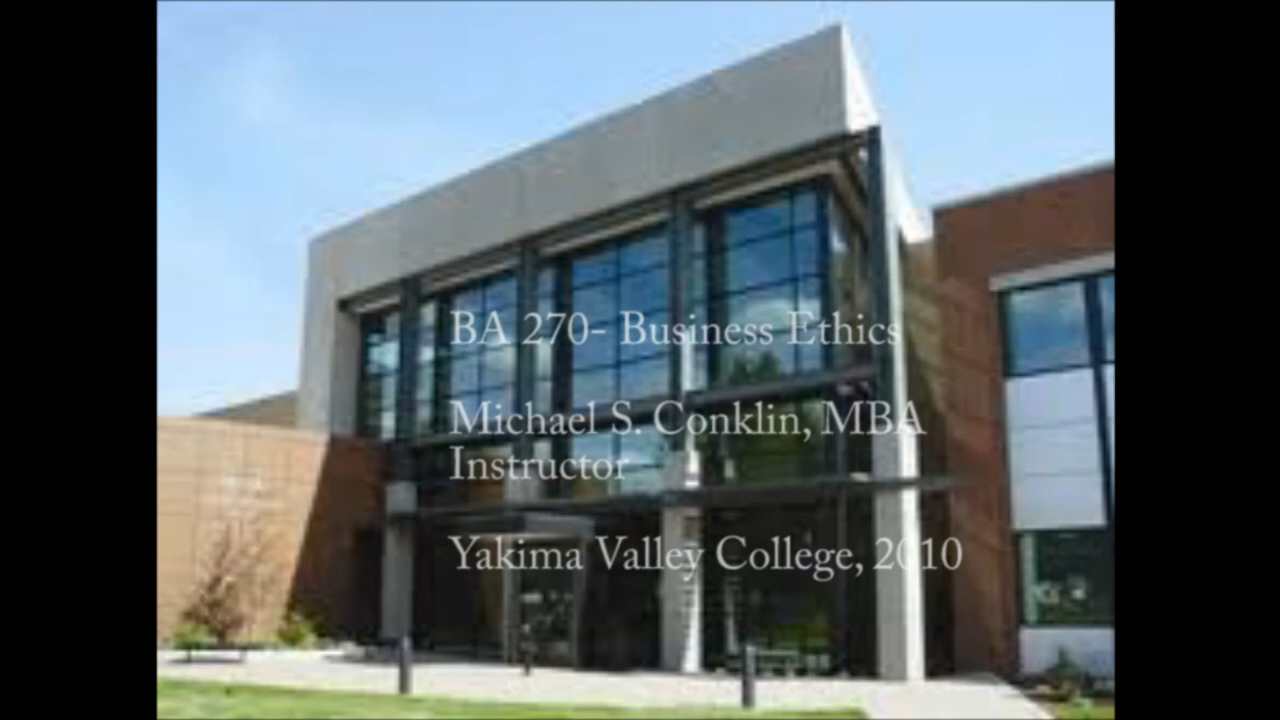 BA 270- Business Ethics
Michael S. Conklin, MBA
Instructor
Yakima Valley College, 2010